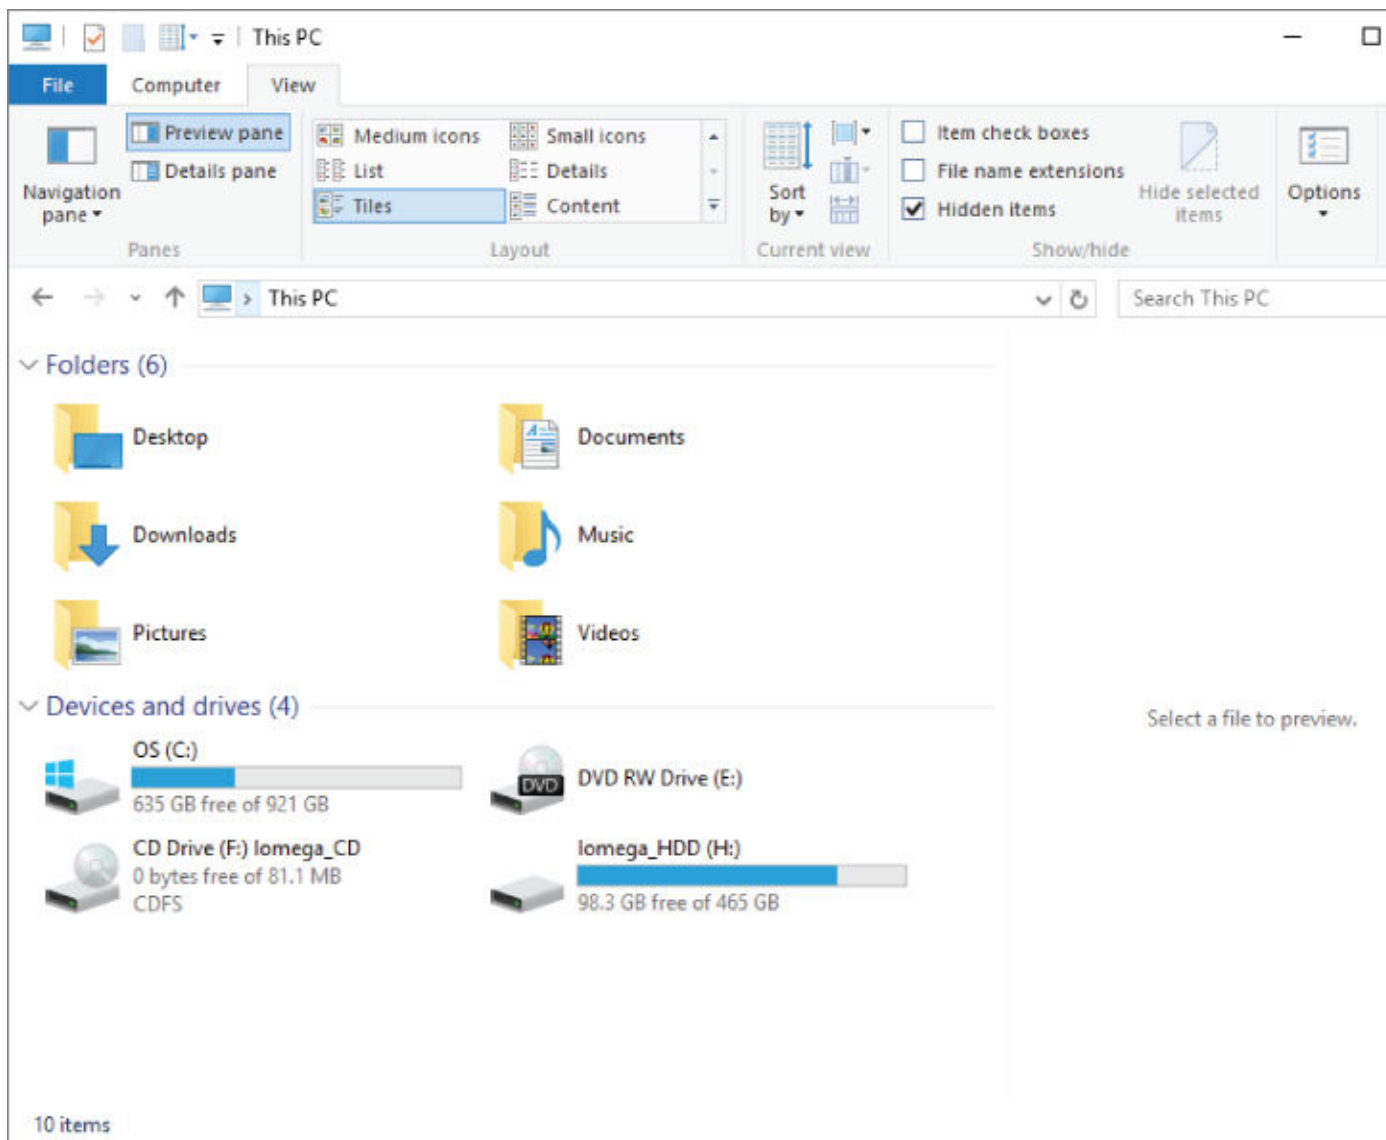 This PC
File Computer View
Preview pane
Details pane
Navigation
pane
Panes
Medium icons Small icons
List Details
Tiles Content
Layout
Sort
by
Current view
Item check boxes
File name extensions
Hidden items
Hide selected
items
Show/hide
Options
This PC
Search This PC
Folders (6)
Desktop Documents
Downloads Music
Pictures Videos
Devices and drives (4)
OS (C:)
635 GB free of 921 GB
DVD
DVD RW Drive (E:)
CD Drive (F:) Iomega_CD
0 bytes free of 81.1 MB
CDFS
Iomega_HDD (H:)
98.3 GB free of 465 GB
Select a file to preview.
10 items